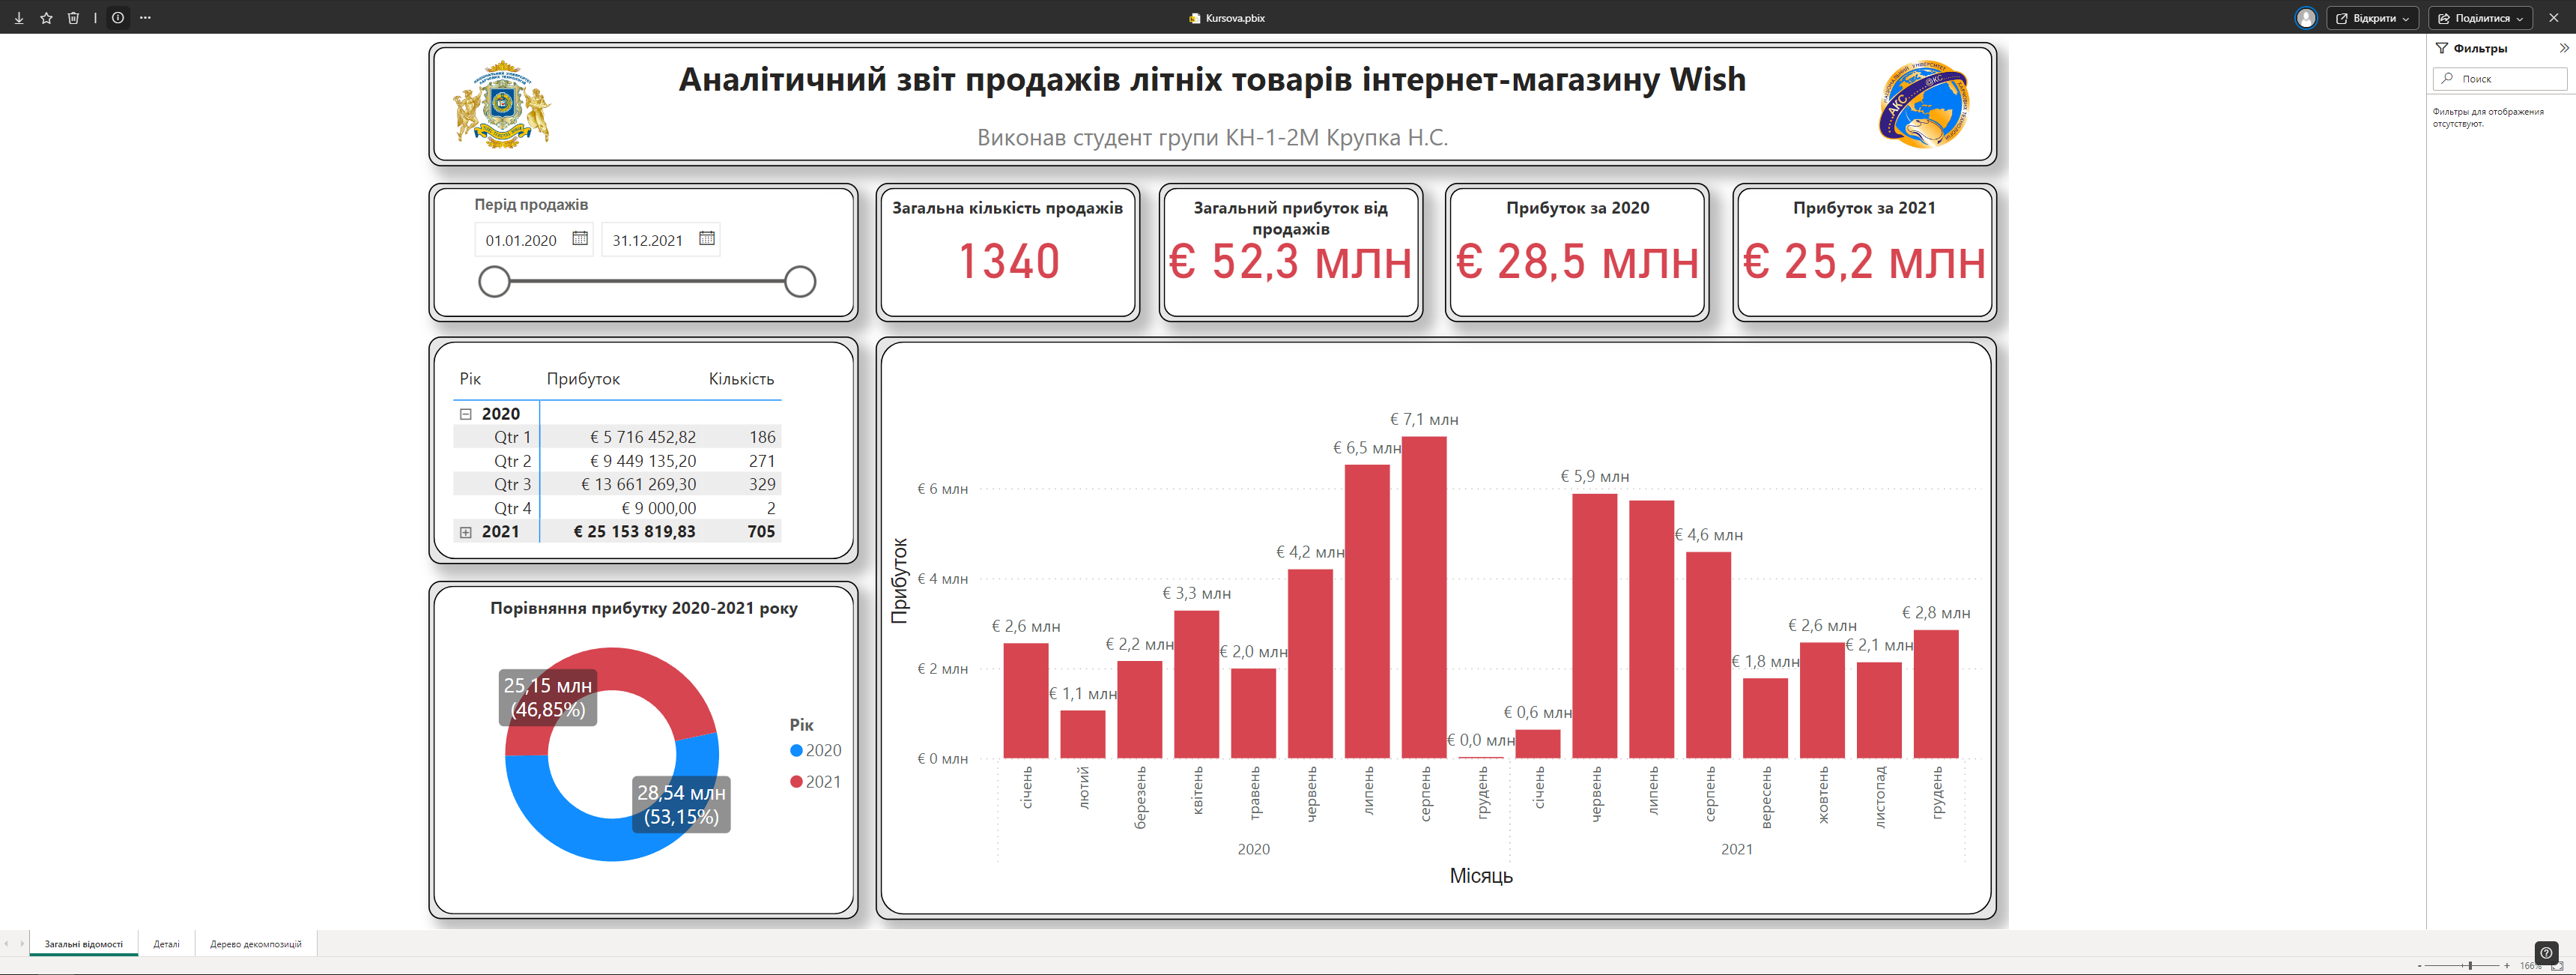 Kursova.pbix
Відкрити
Поділитися
Фильтры
Поиск
Фильтры для отображения
отсутствуют.
Аналітичний звіт продажів літніх товарів інтернет-магазину Wish
Виконав студент групи КН-1-2М Крупка Н.С.
Перід продажів
01.01.2020
31.12.2021
Загальна кількість продажів
1340
Загальний прибуток від
продажів
€ 52,3 млн
Прибуток за 2020
€ 28,5 млн
Прибуток за 2021
€ 25,2 млн
Рік Прибуток Кількість
2020
Qtr 1 € 5 716 452,82 186
Qtr 2 € 9 449 135,20 271
Qtr 3 € 13 661 269,30 329
Qtr 4 € 9 000,00 2
2021 € 25 153 819,83 705
Порівняння прибутку 2020-2021 року
25,15 млн
(46,85%)
28,54 млн
(53,15%)
Рік
2020
2021
Прибуток
€ 6 млн
€ 4 млн
€ 2 млн
€ 0 млн
€ 2,6 млн
€ 1,1 млн
€ 2,2 млн
€ 3,3 млн
€ 2,0 млн
€ 4,2 млн
€ 6,5 млн
€ 7,1 млн
€ 0,0 млн
€ 0,6 млн
€ 5,9 млн
€ 4,6 млн
€ 1,8 млн
€ 2,6 млн
€ 2,1 млн
€ 2,8 млн
січень
лютий
березень
квітень
травень
червень
липень
серпень
грудень
січень
червень
липень
серпень
вересень
жовтень
листопад
грудень
2020
2021
Місяць
Загальні відомості
Деталі
Дерево декомпозицій
166%